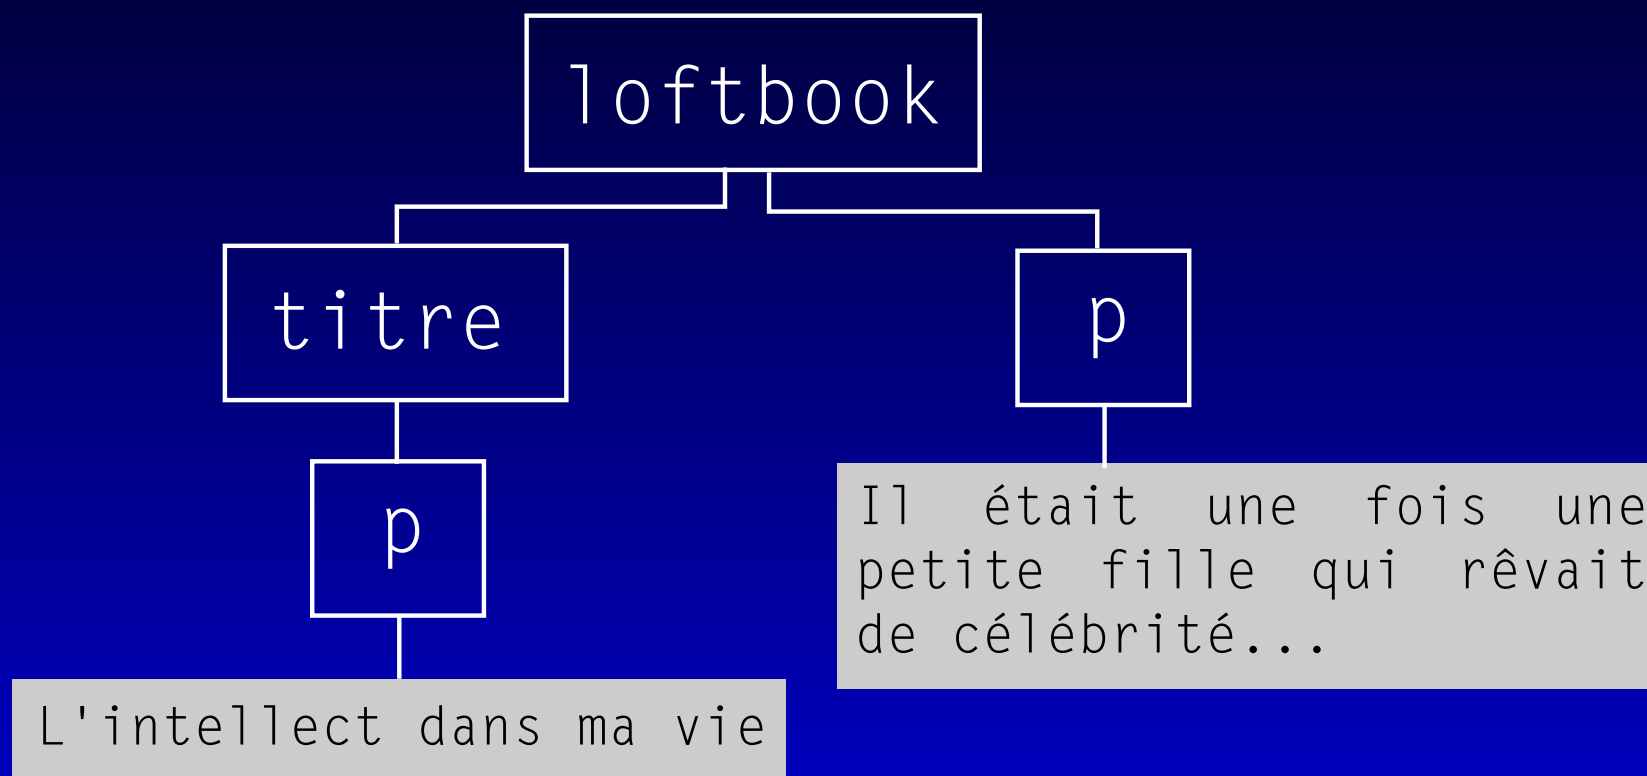 loftbook
titre
p
p
Il était une fois une
petite fille qui rêvait
de célébrité...
L'intellect dans ma vie